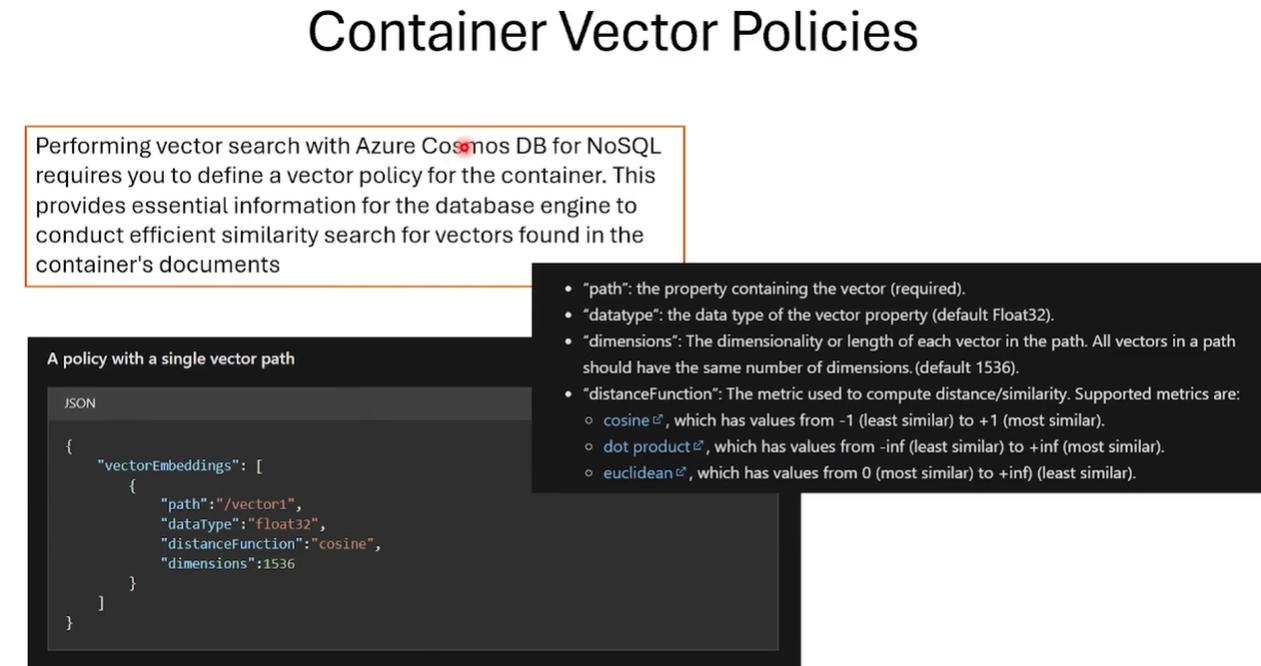 Container Vector Policies
Performing vector search with Azure Cosmos DB for NoSQL
requires you to define a vector policy for the container. This
provides essential information for the database engine to
conduct efficient similarity search for vectors found in the
container's documents
• "path": the property containing the vector (required).
• "datatype": the data type of the vector property (default Float32).
• "dimensions": The dimensionality or length of each vector in the path. All vectors in a path
should have the same number of dimensions. (default 1536).
• "distanceFunction": The metric used to compute distance/similarity. Supported metrics are:
○ cosine, which has values from -1 (least similar) to +1 (most similar).
○ dot product, which has values from -inf (least similar) to +inf (most similar).
○ euclidean, which has values from 0 (most similar) to +inf) (least similar).
A policy with a single vector path
JSON
{
"vectorEmbeddings": [
{
"path":"/vector1",
"dataType":"float32",
"distanceFunction":"cosine",
"dimensions":1536
}
]
}